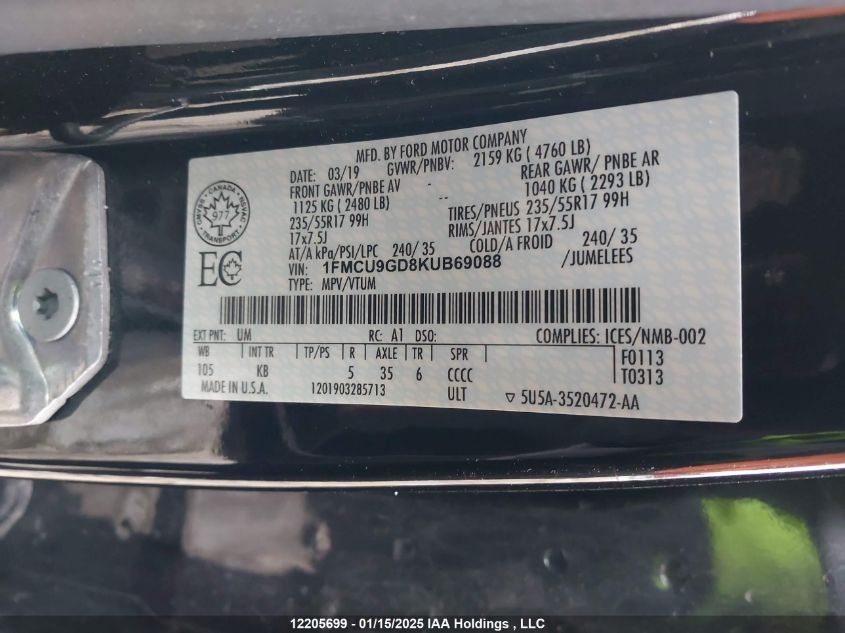 MFD. BY FORD MOTOR COMPANY
DATE: 03/19 GVWR/PNBV: 2159 KG ( 4760 LB)
FRONT GAWR/PNBE AV - REAR GAWR/ PNBE AR
1125 KG ( 2480 LB) -- 1040 KG ( 2293 LB)
235/55R17 99H TIRES/PNEUS 235/55R17 99H
17x7.5J RIMS/JANTES 17x7.5J
AT/A kPa/PSI/LPC 240/ 35 COLD/A FROID 240/ 35
VIN: 1FMCU9GD8KUB69088 /JUMELEES
TYPE: MPV/VTUM
CANADA
977
TRANSPORT
EC
EXT PNT: UM RC: A1 DSO: COMPLIES: ICES/NMB-002
WB INT TR TP/PS R AXLE TR SPR F0113
105 KB 5 35 6 CCCC T0313
MADE IN U.S.A. 1201903285713 ULT ▽ 5U5A-3520472-AA
12205699 - 01/15/2025 IAA Holdings , LLC